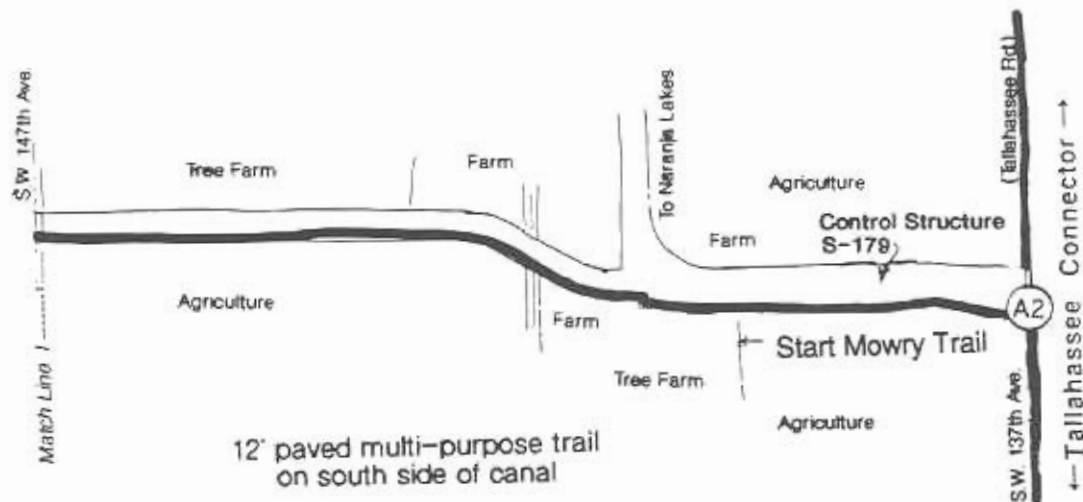 S.W. 147th Ave.
Tree Farm
Farm
To Naranja Lakes
Agriculture
(Tallahassee Rd.)
Farm
Control Structure
S-179
Agriculture
Farm
A2
← Start Mowry Trail
Tree Farm
Agriculture
Match Line 1
12' paved multi-purpose trail
on south side of canal
S.W. 137th Ave.
←Tallahassee Connector→